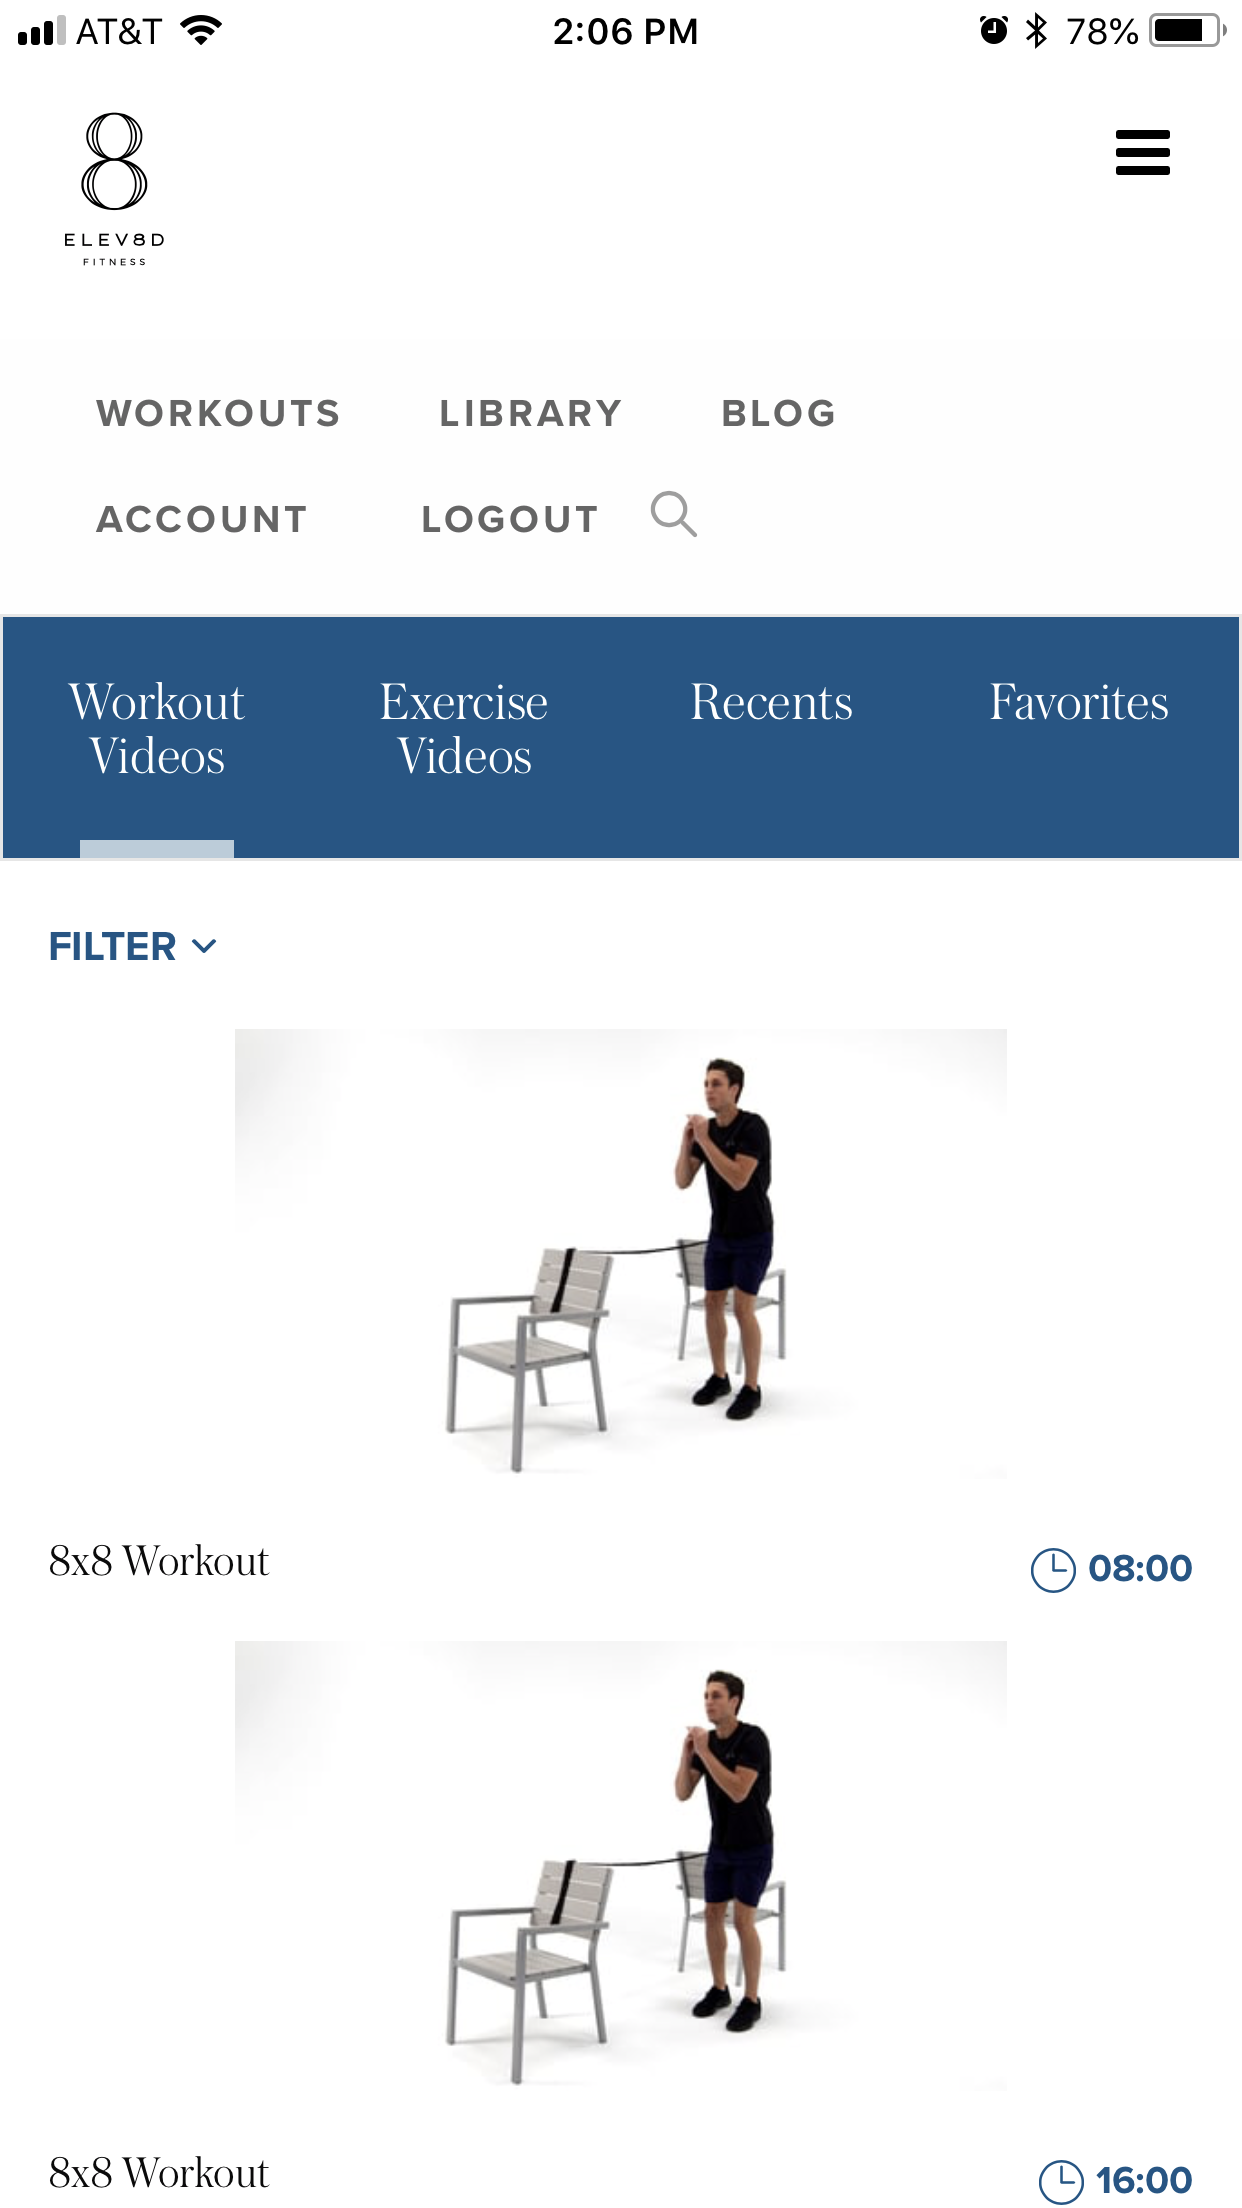 AT&T 2:06 PM 78%
8
ELEV8D
FITNESS
WORKOUTS LIBRARY BLOG
ACCOUNT LOGOUT
Workout Videos Exercise Videos Recents Favorites
FILTER
8x8 Workout 08:00
8x8 Workout 16:00